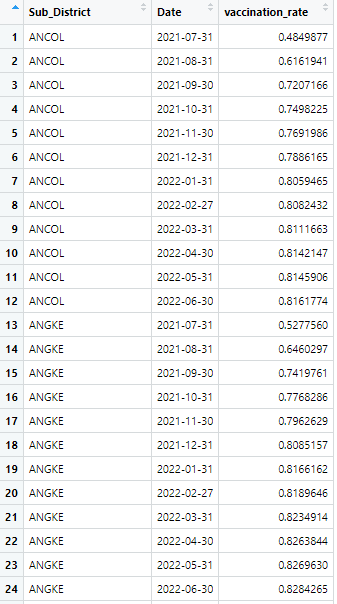 Sub_District Date vaccination_rate
1 ANCOL 2021-07-31 0.4849877
2 ANCOL 2021-08-31 0.6161941
3 ANCOL 2021-09-30 0.7207166
4 ANCOL 2021-10-31 0.7498225
5 ANCOL 2021-11-30 0.7691986
6 ANCOL 2021-12-31 0.7886165
7 ANCOL 2022-01-31 0.8059465
8 ANCOL 2022-02-27 0.8082432
9 ANCOL 2022-03-31 0.8111663
10 ANCOL 2022-04-30 0.8142147
11 ANCOL 2022-05-31 0.8145906
12 ANCOL 2022-06-30 0.8161774
13 ANGKE 2021-07-31 0.5277560
14 ANGKE 2021-08-31 0.6460297
15 ANGKE 2021-09-30 0.7419761
16 ANGKE 2021-10-31 0.7768286
17 ANGKE 2021-11-30 0.7962629
18 ANGKE 2021-12-31 0.8085157
19 ANGKE 2022-01-31 0.8166162
20 ANGKE 2022-02-27 0.8189646
21 ANGKE 2022-03-31 0.8234914
22 ANGKE 2022-04-30 0.8263844
23 ANGKE 2022-05-31 0.8269630
24 ANGKE 2022-06-30 0.8284265